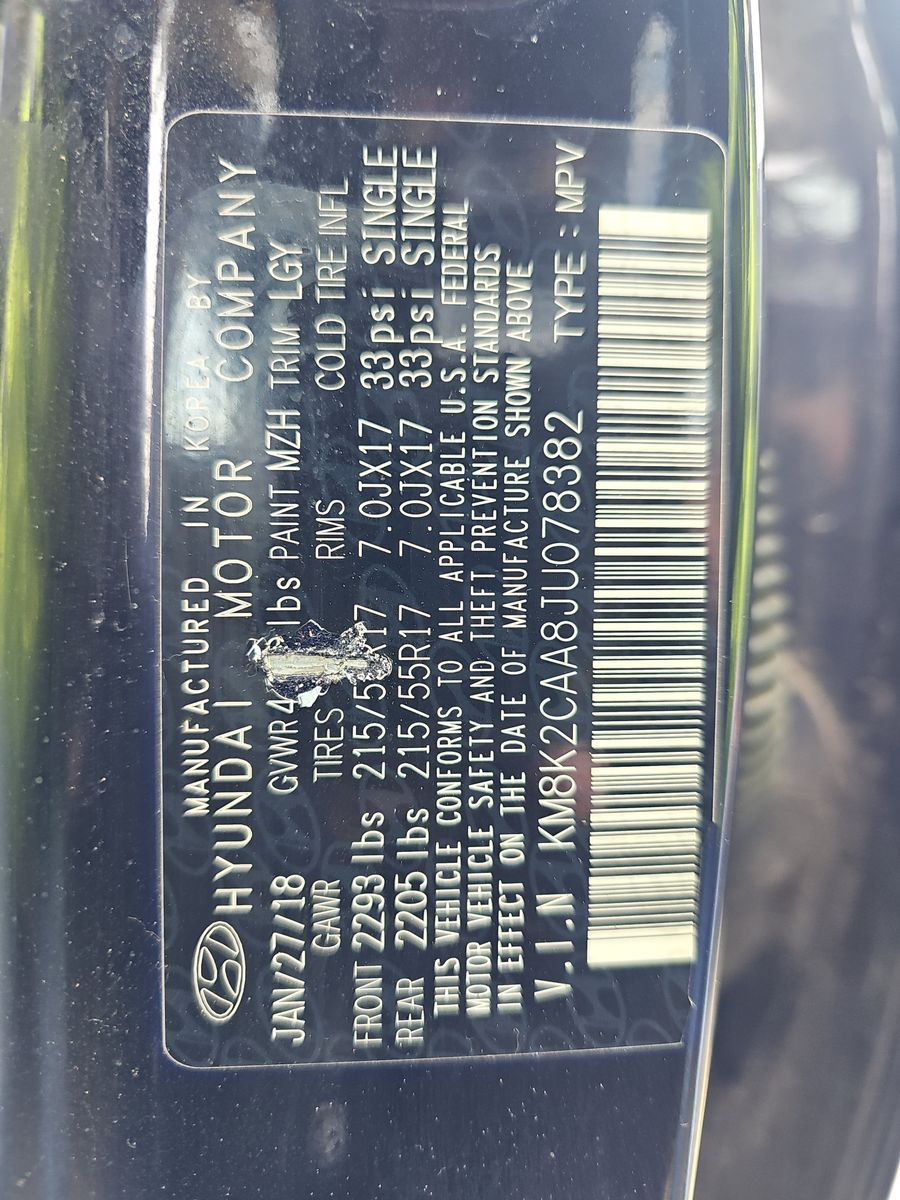 MANUFACTURED IN KOREA BY
HYUNDAI MOTOR COMPANY
JAN/27/18 GVWR 4 lbs PAINT MZH TRIM LGY
GAWR TIRES RIMS COLD TIRE INFL
FRONT 2293 lbs 215/5 R17 7.0JX17 33psi SINGLE
REAR 2205 lbs 215/55R17 7.0JX17 33psi SINGLE
THIS VEHICLE CONFORMS TO ALL APPLICABLE U.S.A. FEDERAL
MOTOR VEHICLE SAFETY AND THEFT PREVENTION STANDARDS
IN EFFECT ON THE DATE OF MANUFACTURE SHOWN ABOVE
V.I.N KM8K2CAA8JU078382 TYPE : MPV